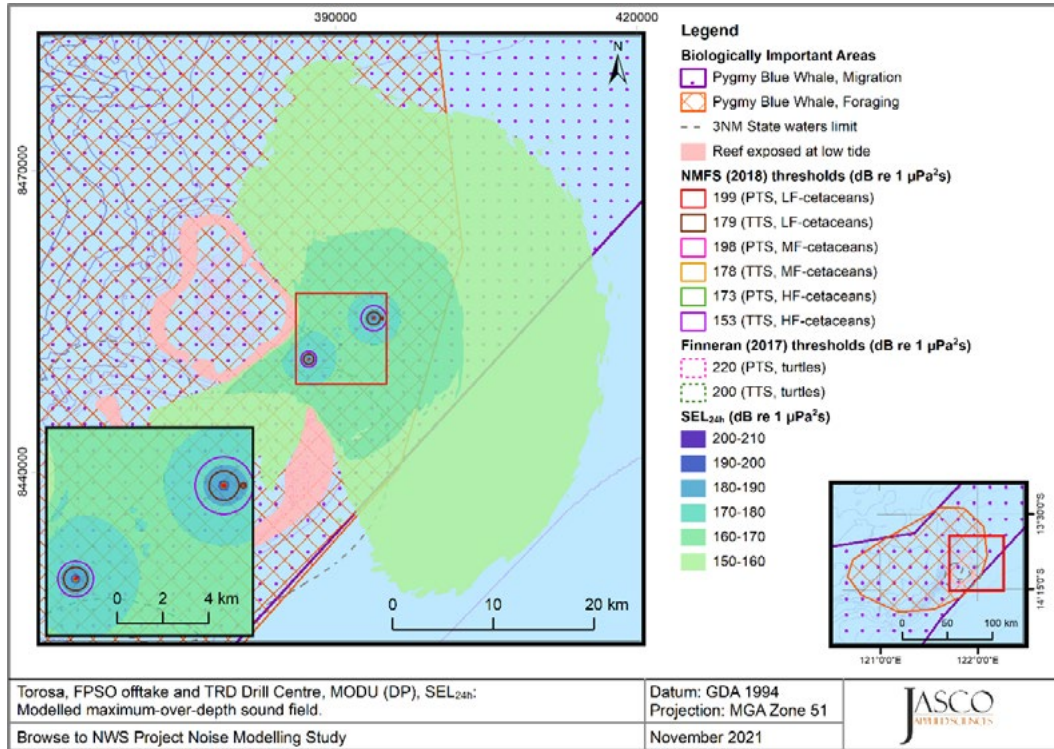 390000
420000
8470000
8440000
N
0 2 4 km
0 10 20 km
Legend
Biologically Important Areas
Pygmy Blue Whale, Migration
Pygmy Blue Whale, Foraging
3NM State waters limit
Reef exposed at low tide
NMFS (2018) thresholds (dB re 1 µPa²s)
199 (PTS, LF-cetaceans)
179 (TTS, LF-cetaceans)
198 (PTS, MF-cetaceans)
178 (TTS, MF-cetaceans)
173 (PTS, HF-cetaceans)
153 (TTS, HF-cetaceans)
Finneran (2017) thresholds (dB re 1 µPa²s)
220 (PTS, turtles)
200 (TTS, turtles)
SEL24h (dB re 1 µPa²s)
200-210
190-200
180-190
170-180
160-170
150-160
13°30'S
14°15'S
0 50 100 km
121°0'0"E
122°0'0"E
Torosa, FPSO offtake and TRD Drill Centre, MODU (DP), SEL24h:
Modelled maximum-over-depth sound field.
Browse to NWS Project Noise Modelling Study
Datum: GDA 1994
Projection: MGA Zone 51
November 2021
JASCO
APPLIED SCIENCES